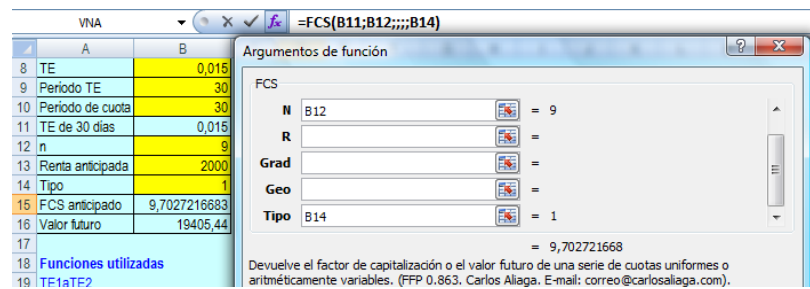 VNA =FCS(B11;B12;;;;B14)
A B
8 TE 0,015
9 Periodo TE 30
10 Periodo de cuota 30
11 TE de 30 días 0,015
12 n 9
13 Renta anticipada 2000
14 Tipo 1
15 FCS anticipado 9,7027216683
16 Valor futuro 19405,44
17
18 Funciones utilizadas
19 TE1aTE2
Argumentos de función
FCS
N B12 = 9
R =
Grad =
Geo =
Tipo B14 = 1
= 9,702721668
Devuelve el factor de capitalización o el valor futuro de una serie de cuotas uniformes o
aritméticamente variables. (FFP 0.863. Carlos Aliaga. E-mail: correo@carlosaliaga.com).